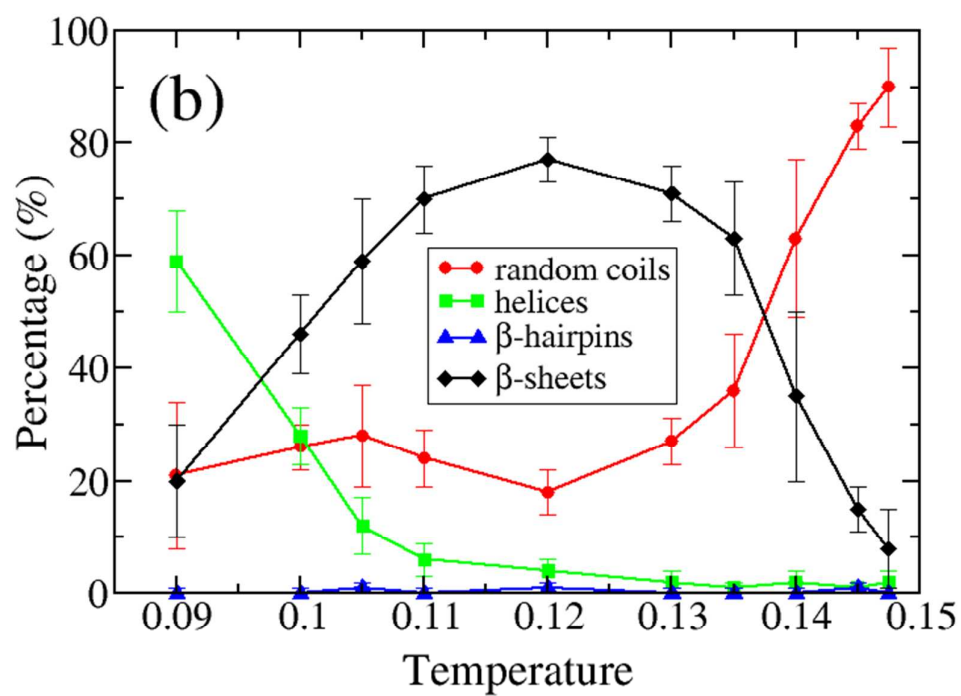 (b)
Percentage (%)
100
80
60
40
20
0
random coils
helices
β-hairpins
β-sheets
0.09 0.1 0.11 0.12 0.13 0.14 0.15
Temperature